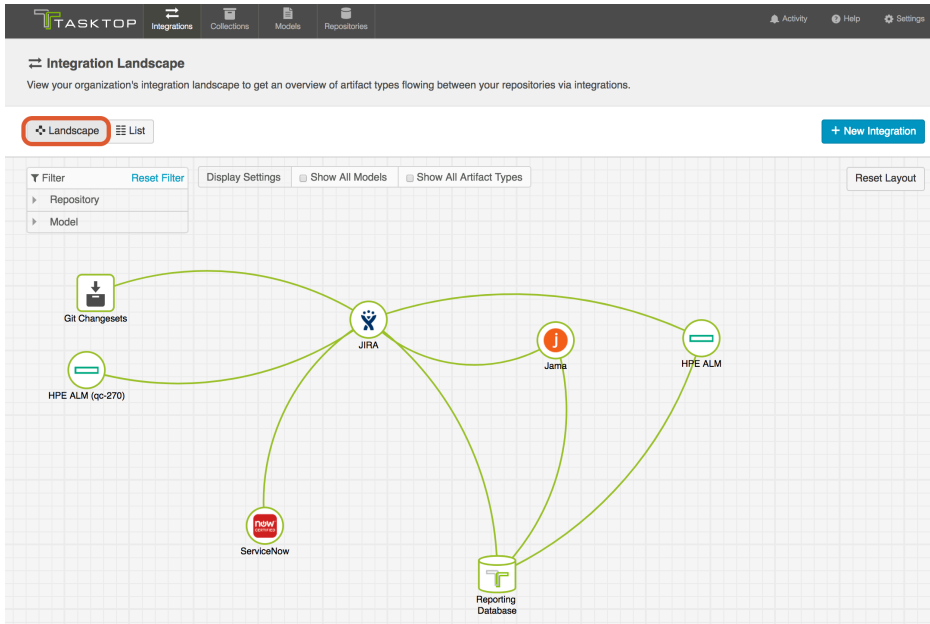 TASKTOP
Integrations
Collections
Models
Repositories
Activity
Help
Settings
Integration Landscape
View your organization's integration landscape to get an overview of artifact types flowing between your repositories via integrations.
Landscape
List
+ New Integration
Filter
Reset Filter
Display Settings
Show All Models
Show All Artifact Types
Reset Layout
Repository
Model
Git Changesets
JIRA
j
Jama
HPE ALM
HPE ALM (qc-270)
now
ServiceNow
Reporting
Database